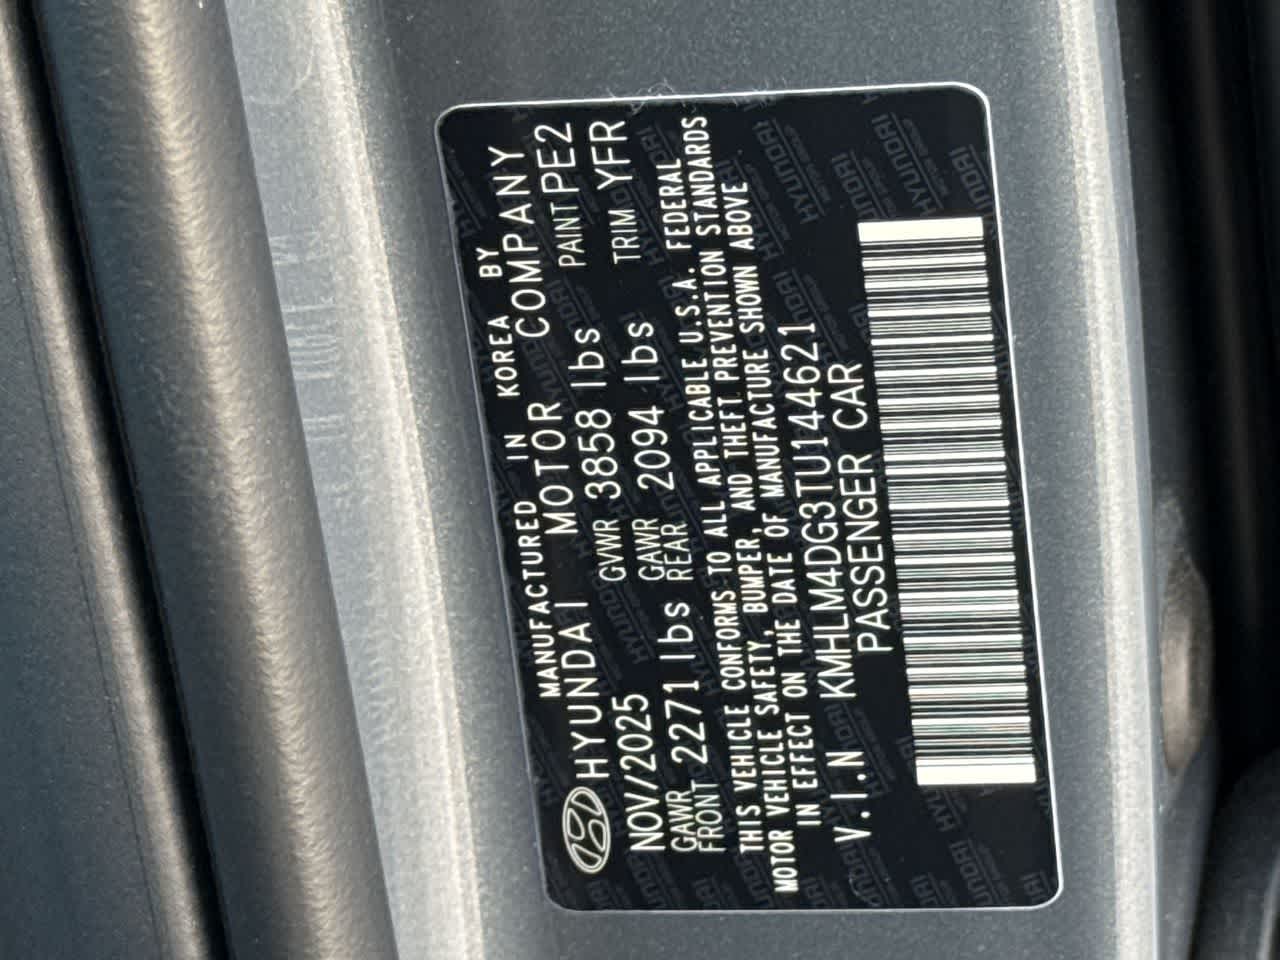 MANUFACTURED IN KOREA BY
HYUNDAI MOTOR COMPANY
NOV/2025 GVWR 3858 lbs PAINT PE2
GAWR FRONT 2271 lbs GAWR REAR 2094 lbs TRIM YFR
THIS VEHICLE CONFORMS TO ALL APPLICABLE U.S.A. FEDERAL
MOTOR VEHICLE SAFETY, BUMPER, AND THEFT PREVENTION STANDARDS
IN EFFECT ON THE DATE OF MANUFACTURE SHOWN ABOVE
V.I.N KMHLM4DG3TU144621
PASSENGER CAR